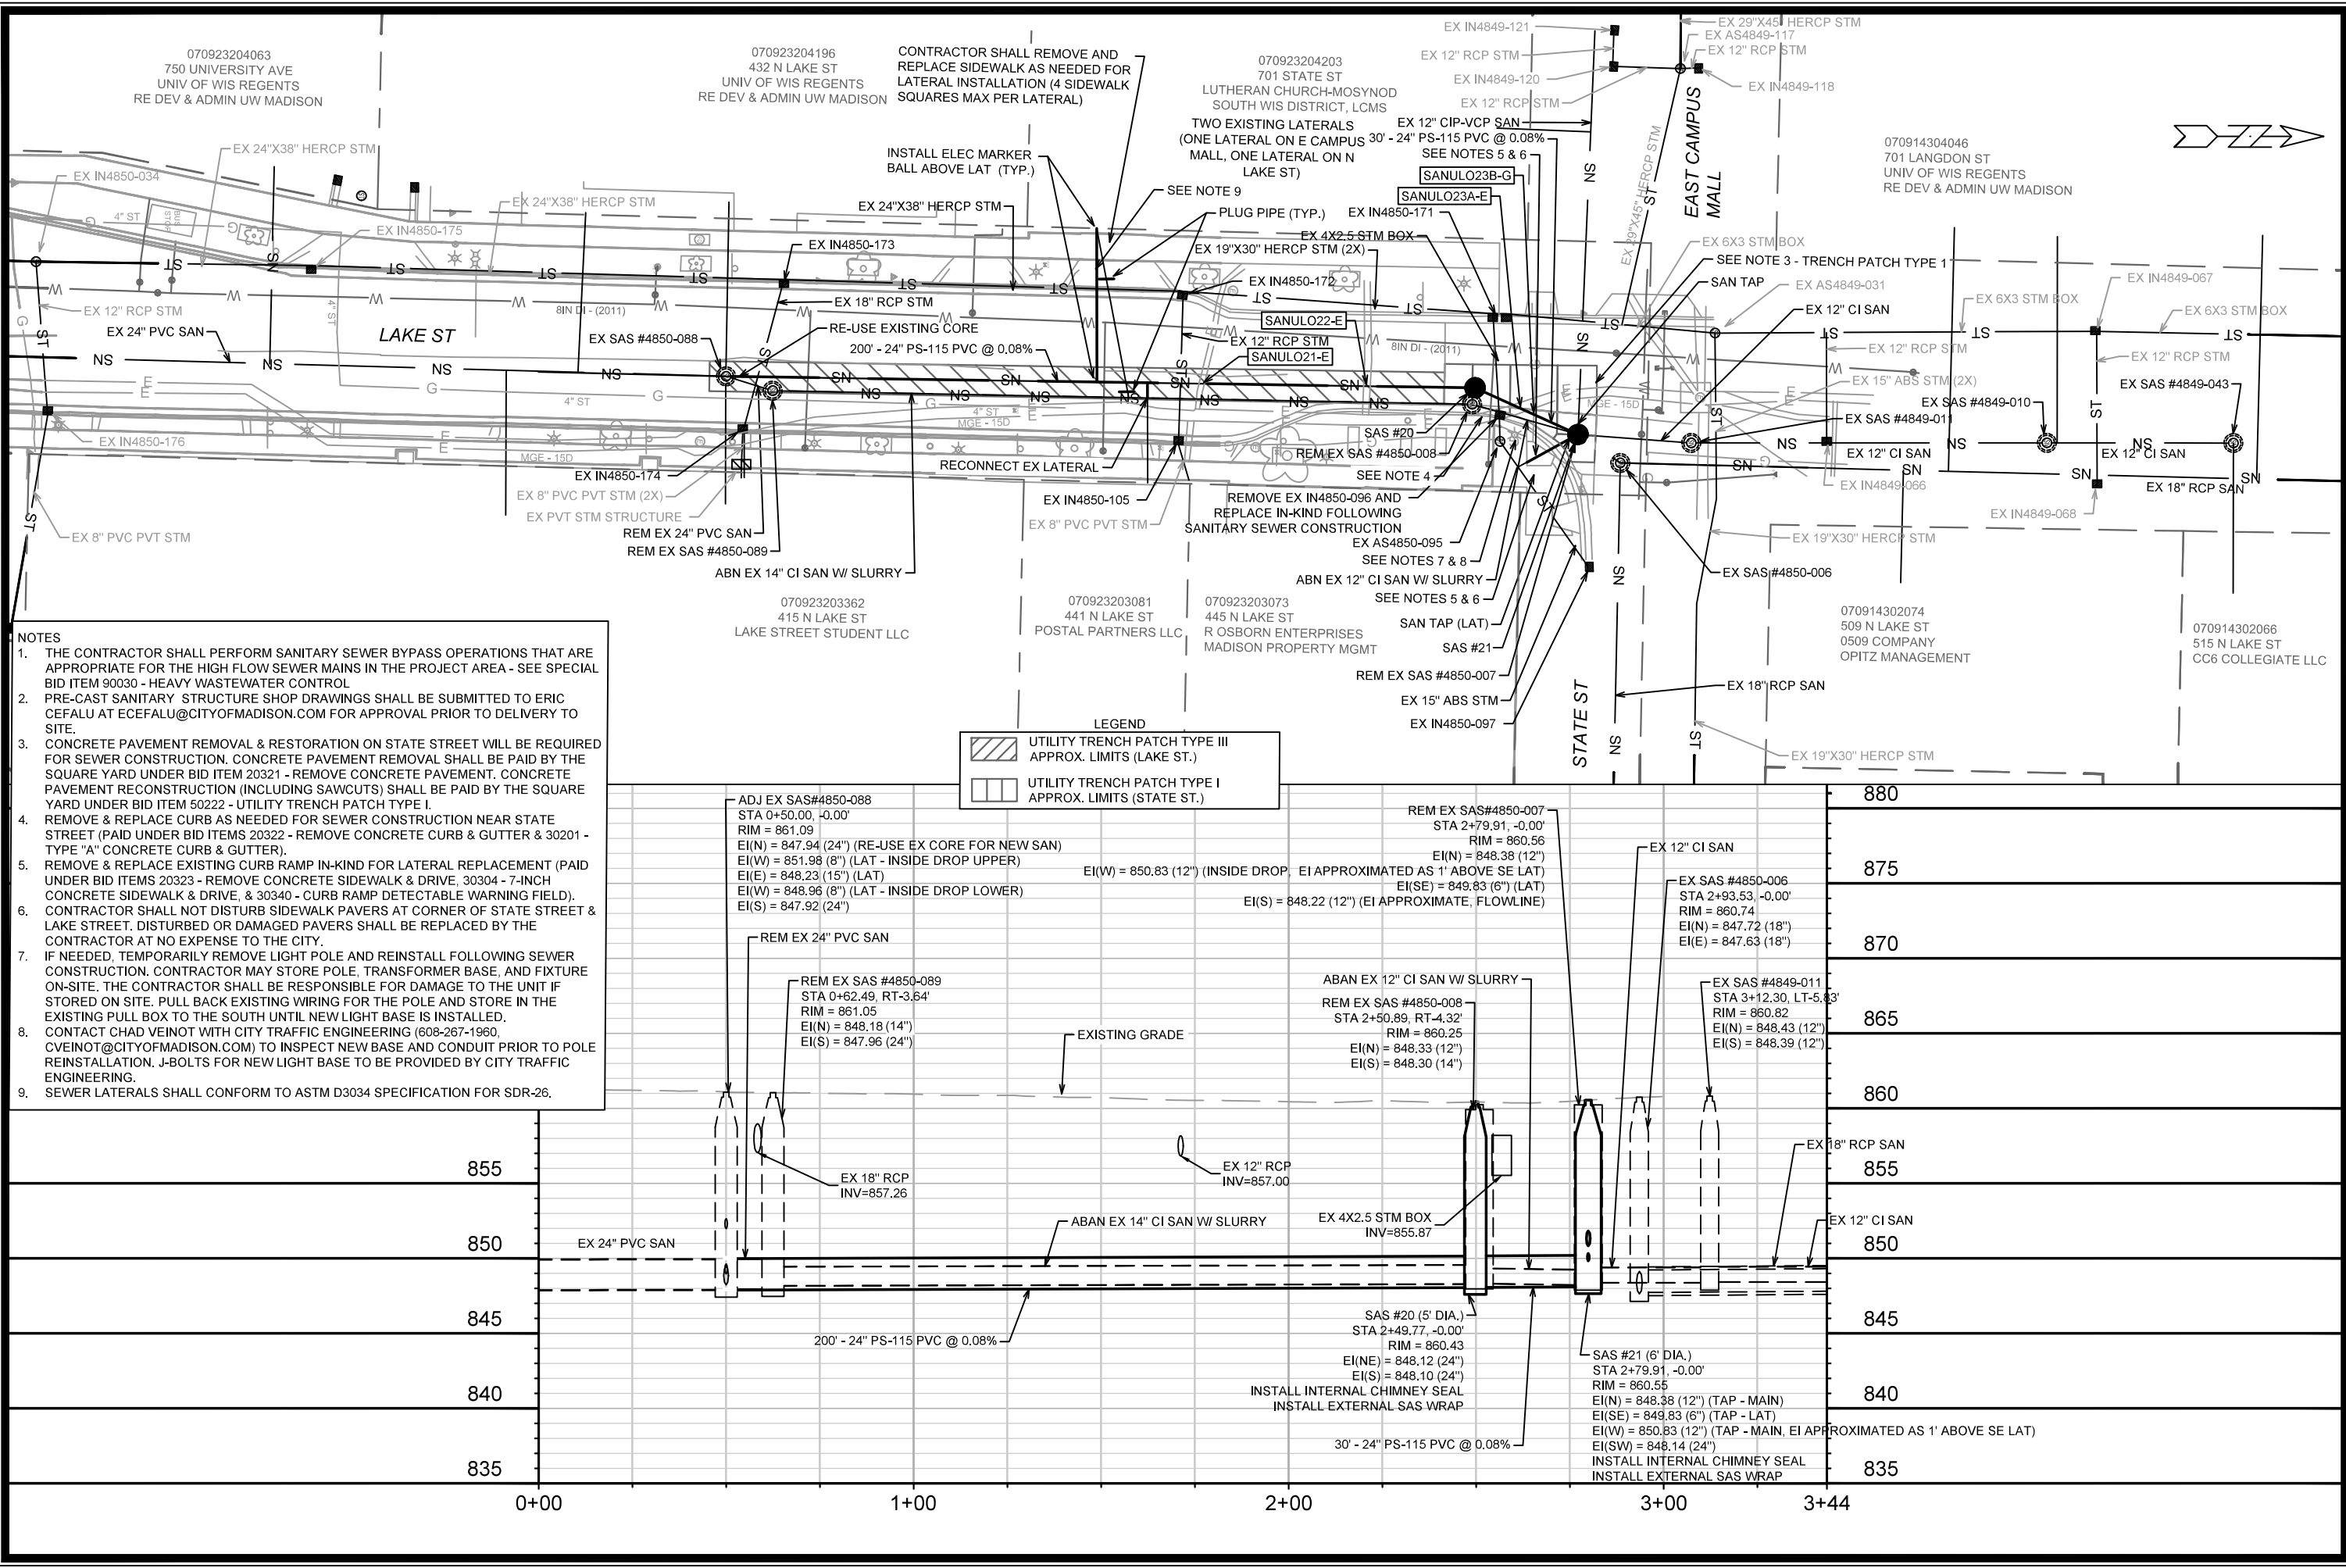 070923204063
750 UNIVERSITY AVE
UNIV OF WIS REGENTS
RE DEV & ADMIN UW MADISON
070923204196
432 N LAKE ST
UNIV OF WIS REGENTS
RE DEV & ADMIN UW MADISON
CONTRACTOR SHALL REMOVE AND
REPLACE SIDEWALK AS NEEDED FOR
LATERAL INSTALLATION (4 SIDEWALK
SQUARES MAX PER LATERAL)
070923204203
701 STATE ST
LUTHERAN CHURCH-MOSYNOD
SOUTH WIS DISTRICT, LCMS
TWO EXISTING LATERALS
(ONE LATERAL ON E CAMPUS
MALL, ONE LATERAL ON N
LAKE ST)
EX IN4849-121
EX 12" RCP STM
EX IN4849-120
EX 12" RCP STM
EX 12" CIP-VCP SAN
30' - 24" PS-115 PVC @ 0.08%
SEE NOTES 5 & 6
SANULO23B-G
SANULO23A-E
EX 29"X45" HERCP STM
EX AS4849-117
EX 12" RCP STM
EX IN4849-118
EX 29"X45" HERCP STM
EAST CAMPUS
MALL
070914304046
701 LANGDON ST
UNIV OF WIS REGENTS
RE DEV & ADMIN UW MADISON
N
INSTALL ELEC MARKER
BALL ABOVE LAT (TYP.)
SEE NOTE 9
PLUG PIPE (TYP.)
EX 24"X38" HERCP STM
EX IN4850-034
EX 24"X38" HERCP STM
EX IN4850-175
EX 24"X38" HERCP STM
EX IN4850-173
EX IN4850-171
EX 4X2.5 STM BOX
EX 19"X30" HERCP STM (2X)
EX IN4850-172
EX 6X3 STM BOX
SEE NOTE 3 - TRENCH PATCH TYPE 1
SAN TAP
EX AS4849-031
EX 12" CI SAN
EX IN4849-067
EX 6X3 STM BOX
EX 6X3 STM BOX
4" ST
BUS
STOP
EX 12" RCP STM
EX 24" PVC SAN
4" ST
8IN DI - (2011)
LAKE ST
EX SAS #4850-088
EX 18" RCP STM
RE-USE EXISTING CORE
200' - 24" PS-115 PVC @ 0.08%
SANULO22-E
EX 12" RCP STM
SANULO21-E
8IN DI - (2011)
EX 12" RCP STM
EX 12" RCP STM
EX 15" ABS STM (2X)
EX SAS #4849-043
EX SAS #4849-010
EX SAS #4849-011
4" ST
4" ST
MGE - 15D
MGE - 15D
MGE - 15D
EX IN4850-176
EX IN4850-174
EX 8" PVC PVT STM (2X)
EX PVT STM STRUCTURE
REM EX 24" PVC SAN
REM EX SAS #4850-089
ABN EX 14" CI SAN W/ SLURRY
RECONNECT EX LATERAL
EX IN4850-105
EX 8" PVC PVT STM
EX 8" PVC PVT STM
SAS #20
REM EX SAS #4850-008
SEE NOTE 4
REMOVE EX IN4850-096 AND
REPLACE IN-KIND FOLLOWING
SANITARY SEWER CONSTRUCTION
EX AS4850-095
SEE NOTES 7 & 8
ABN EX 12" CI SAN W/ SLURRY
SEE NOTES 5 & 6
SAN TAP (LAT)
SAS #21
REM EX SAS #4850-007
EX 15" ABS STM
EX IN4850-097
STATE ST
EX 12" CI SAN
EX IN4849-066
EX 12" CI SAN
EX 18" RCP SAN
EX IN4849-068
EX 19"X30" HERCP STM
EX SAS #4850-006
EX 18" RCP SAN
EX 19"X30" HERCP STM
070923203362
415 N LAKE ST
LAKE STREET STUDENT LLC
070923203081
441 N LAKE ST
POSTAL PARTNERS LLC
070923203073
445 N LAKE ST
R OSBORN ENTERPRISES
MADISON PROPERTY MGMT
070914302074
509 N LAKE ST
0509 COMPANY
OPITZ MANAGEMENT
070914302066
515 N LAKE ST
CC6 COLLEGIATE LLC
NOTES
1. THE CONTRACTOR SHALL PERFORM SANITARY SEWER BYPASS OPERATIONS THAT ARE
APPROPRIATE FOR THE HIGH FLOW SEWER MAINS IN THE PROJECT AREA - SEE SPECIAL
BID ITEM 90030 - HEAVY WASTEWATER CONTROL
2. PRE-CAST SANITARY STRUCTURE SHOP DRAWINGS SHALL BE SUBMITTED TO ERIC
CEFALU AT ECEFALU@CITYOFMADISON.COM FOR APPROVAL PRIOR TO DELIVERY TO
SITE.
3. CONCRETE PAVEMENT REMOVAL & RESTORATION ON STATE STREET WILL BE REQUIRED
FOR SEWER CONSTRUCTION. CONCRETE PAVEMENT REMOVAL SHALL BE PAID BY THE
SQUARE YARD UNDER BID ITEM 20321 - REMOVE CONCRETE PAVEMENT. CONCRETE
PAVEMENT RECONSTRUCTION (INCLUDING SAWCUTS) SHALL BE PAID BY THE SQUARE
YARD UNDER BID ITEM 50222 - UTILITY TRENCH PATCH TYPE I.
4. REMOVE & REPLACE CURB AS NEEDED FOR SEWER CONSTRUCTION NEAR STATE
STREET (PAID UNDER BID ITEMS 20322 - REMOVE CONCRETE CURB & GUTTER & 30201 -
TYPE "A" CONCRETE CURB & GUTTER).
5. REMOVE & REPLACE EXISTING CURB RAMP IN-KIND FOR LATERAL REPLACEMENT (PAID
UNDER BID ITEMS 20323 - REMOVE CONCRETE SIDEWALK & DRIVE, 30304 - 7-INCH
CONCRETE SIDEWALK & DRIVE, & 30340 - CURB RAMP DETECTABLE WARNING FIELD).
6. CONTRACTOR SHALL NOT DISTURB SIDEWALK PAVERS AT CORNER OF STATE STREET &
LAKE STREET. DISTURBED OR DAMAGED PAVERS SHALL BE REPLACED BY THE
CONTRACTOR AT NO EXPENSE TO THE CITY.
7. IF NEEDED, TEMPORARILY REMOVE LIGHT POLE AND REINSTALL FOLLOWING SEWER
CONSTRUCTION. CONTRACTOR MAY STORE POLE, TRANSFORMER BASE, AND FIXTURE
ON-SITE. THE CONTRACTOR SHALL BE RESPONSIBLE FOR DAMAGE TO THE UNIT IF
STORED ON SITE. PULL BACK EXISTING WIRING FOR THE POLE AND STORE IN THE
EXISTING PULL BOX TO THE SOUTH UNTIL NEW LIGHT BASE IS INSTALLED.
8. CONTACT CHAD VEINOT WITH CITY TRAFFIC ENGINEERING (608-267-1960,
CVEINOT@CITYOFMADISON.COM) TO INSPECT NEW BASE AND CONDUIT PRIOR TO POLE
REINSTALLATION. J-BOLTS FOR NEW LIGHT BASE TO BE PROVIDED BY CITY TRAFFIC
ENGINEERING.
9. SEWER LATERALS SHALL CONFORM TO ASTM D3034 SPECIFICATION FOR SDR-26.
LEGEND
UTILITY TRENCH PATCH TYPE III
APPROX. LIMITS (LAKE ST.)
UTILITY TRENCH PATCH TYPE I
APPROX. LIMITS (STATE ST.)
ADJ EX SAS#4850-088
STA 0+50.00, -0.00'
RIM = 861.09
EI(N) = 847.94 (24") (RE-USE EX CORE FOR NEW SAN)
EI(W) = 851.98 (8") (LAT - INSIDE DROP UPPER)
EI(E) = 848.23 (15") (LAT)
EI(W) = 848.96 (8") (LAT - INSIDE DROP LOWER)
EI(S) = 847.92 (24")
REM EX 24" PVC SAN
REM EX SAS #4850-089
STA 0+62.49, RT-3.64'
RIM = 861.05
EI(N) = 848.18 (14")
EI(S) = 847.96 (24")
EXISTING GRADE
REM EX SAS#4850-007
STA 2+79.91, -0.00'
RIM = 860.56
EI(N) = 848.38 (12")
EI(W) = 850.83 (12") (INSIDE DROP, EI APPROXIMATED AS 1' ABOVE SE LAT)
EI(SE) = 849.83 (6") (LAT)
EI(S) = 848.22 (12") (EI APPROXIMATE, FLOWLINE)
EX 12" CI SAN
EX SAS #4850-006
STA 2+93.53, -0.00'
RIM = 860.74
EI(N) = 847.72 (18")
EI(E) = 847.63 (18")
ABAN EX 12" CI SAN W/ SLURRY
REM EX SAS #4850-008
STA 2+50.89, RT-4.32'
RIM = 860.25
EI(N) = 848.33 (12")
EI(S) = 848.30 (14")
EX SAS #4849-011
STA 3+12.30, LT-5.83'
RIM = 860.82
EI(N) = 848.43 (12")
EI(S) = 848.39 (12")
EX 18" RCP
INV=857.26
EX 12" RCP
INV=857.00
EX 4X2.5 STM BOX
INV=855.87
EX 18" RCP SAN
EX 12" CI SAN
EX 24" PVC SAN
ABAN EX 14" CI SAN W/ SLURRY
200' - 24" PS-115 PVC @ 0.08%
SAS #20 (5' DIA.)
STA 2+49.77, -0.00'
RIM = 860.43
EI(NE) = 848.12 (24")
EI(S) = 848.10 (24")
INSTALL INTERNAL CHIMNEY SEAL
INSTALL EXTERNAL SAS WRAP
30' - 24" PS-115 PVC @ 0.08%
SAS #21 (6' DIA.)
STA 2+79.91, -0.00'
RIM = 860.55
EI(N) = 848.38 (12") (TAP - MAIN)
EI(SE) = 849.83 (6") (TAP - LAT)
EI(W) = 850.83 (12") (TAP - MAIN, EI APPROXIMATED AS 1' ABOVE SE LAT)
EI(SW) = 848.14 (24")
INSTALL INTERNAL CHIMNEY SEAL
INSTALL EXTERNAL SAS WRAP
880
875
870
865
860
855
850
845
840
835
855
850
845
840
835
0+00
1+00
2+00
3+00
3+44